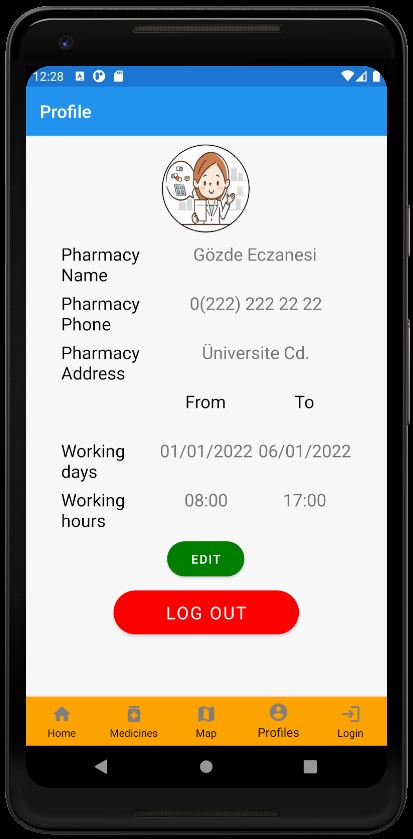 12:28
Profile
Pharmacy Gözde Eczanesi
Name
Pharmacy 0(222) 222 22 22
Phone
Pharmacy Üniversite Cd.
Address
From To
Working 01/01/2022 06/01/2022
days
Working 08:00 17:00
hours
EDIT
LOG OUT
Home Medicines Map Profiles Login